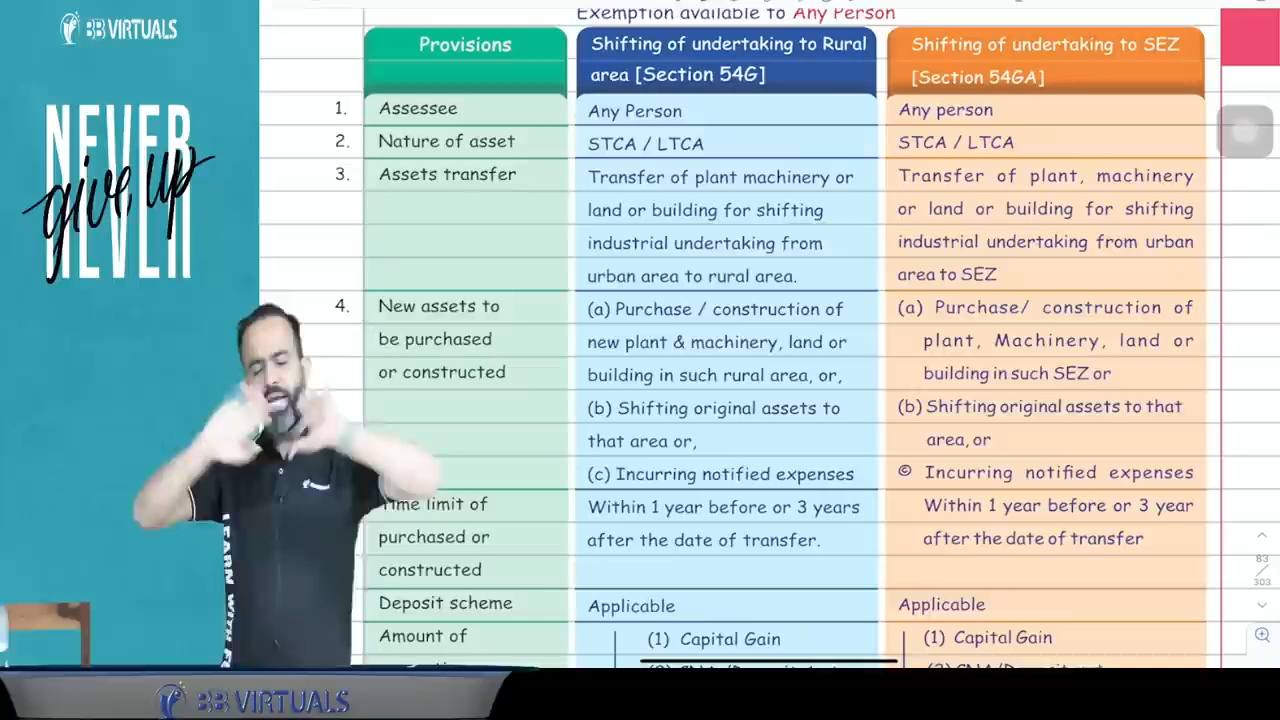 BB VIRTUALS
NEVER
give up
NEVER
LEARN WITH
BB VIRTUALS
Exemption available to Any Person
Provisions
Shifting of undertaking to Rural
area [Section 54G]
Shifting of undertaking to SEZ
[Section 54GA]
1. Assessee
Any Person
Any person
2. Nature of asset
STCA / LTCA
STCA / LTCA
3. Assets transfer
Transfer of plant machinery or
land or building for shifting
industrial undertaking from
urban area to rural area.
Transfer of plant, machinery
or land or building for shifting
industrial undertaking from urban
area to SEZ
4. New assets to
be purchased
or constructed
(a) Purchase / construction of
new plant & machinery, land or
building in such rural area, or,
(b) Shifting original assets to
that area or,
(c) Incurring notified expenses
(a) Purchase/ construction of
plant, Machinery, land or
building in such SEZ or
(b) Shifting original assets to that
area, or
© Incurring notified expenses
Time limit of
purchased or
constructed
Within 1 year before or 3 years
after the date of transfer.
Within 1 year before or 3 year
after the date of transfer
Deposit scheme
Applicable
Applicable
Amount of
(1) Capital Gain
(1) Capital Gain
83
/
303